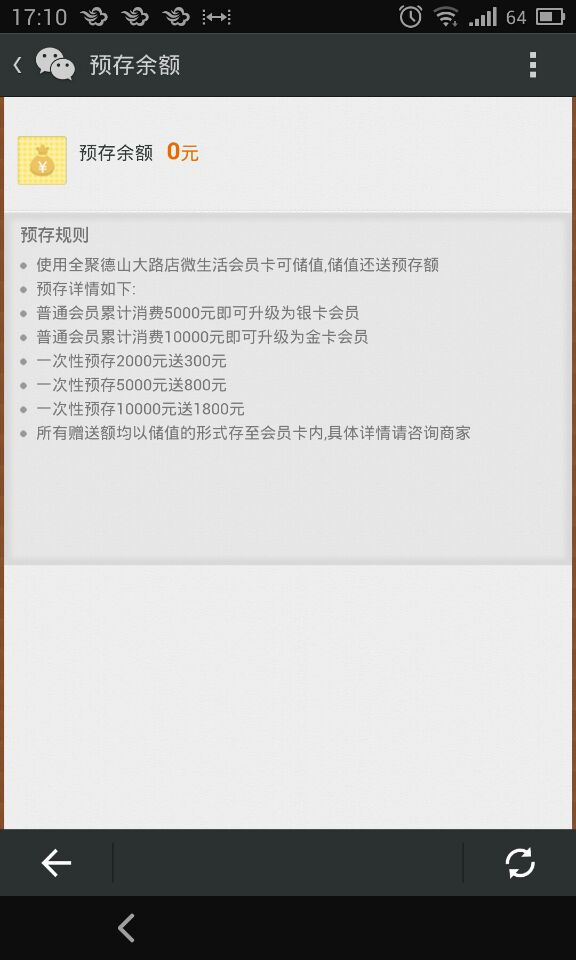 17:10
64
预存余额
预存余额 0元
预存规则
使用全聚德山大路店微生活会员卡可储值,储值还送预存额
预存详情如下:
普通会员累计消费5000元即可升级为银卡会员
普通会员累计消费10000元即可升级为金卡会员
一次性预存2000元送300元
一次性预存5000元送800元
一次性预存10000元送1800元
所有赠送额均以储值的形式存至会员卡内,具体详情请咨询商家